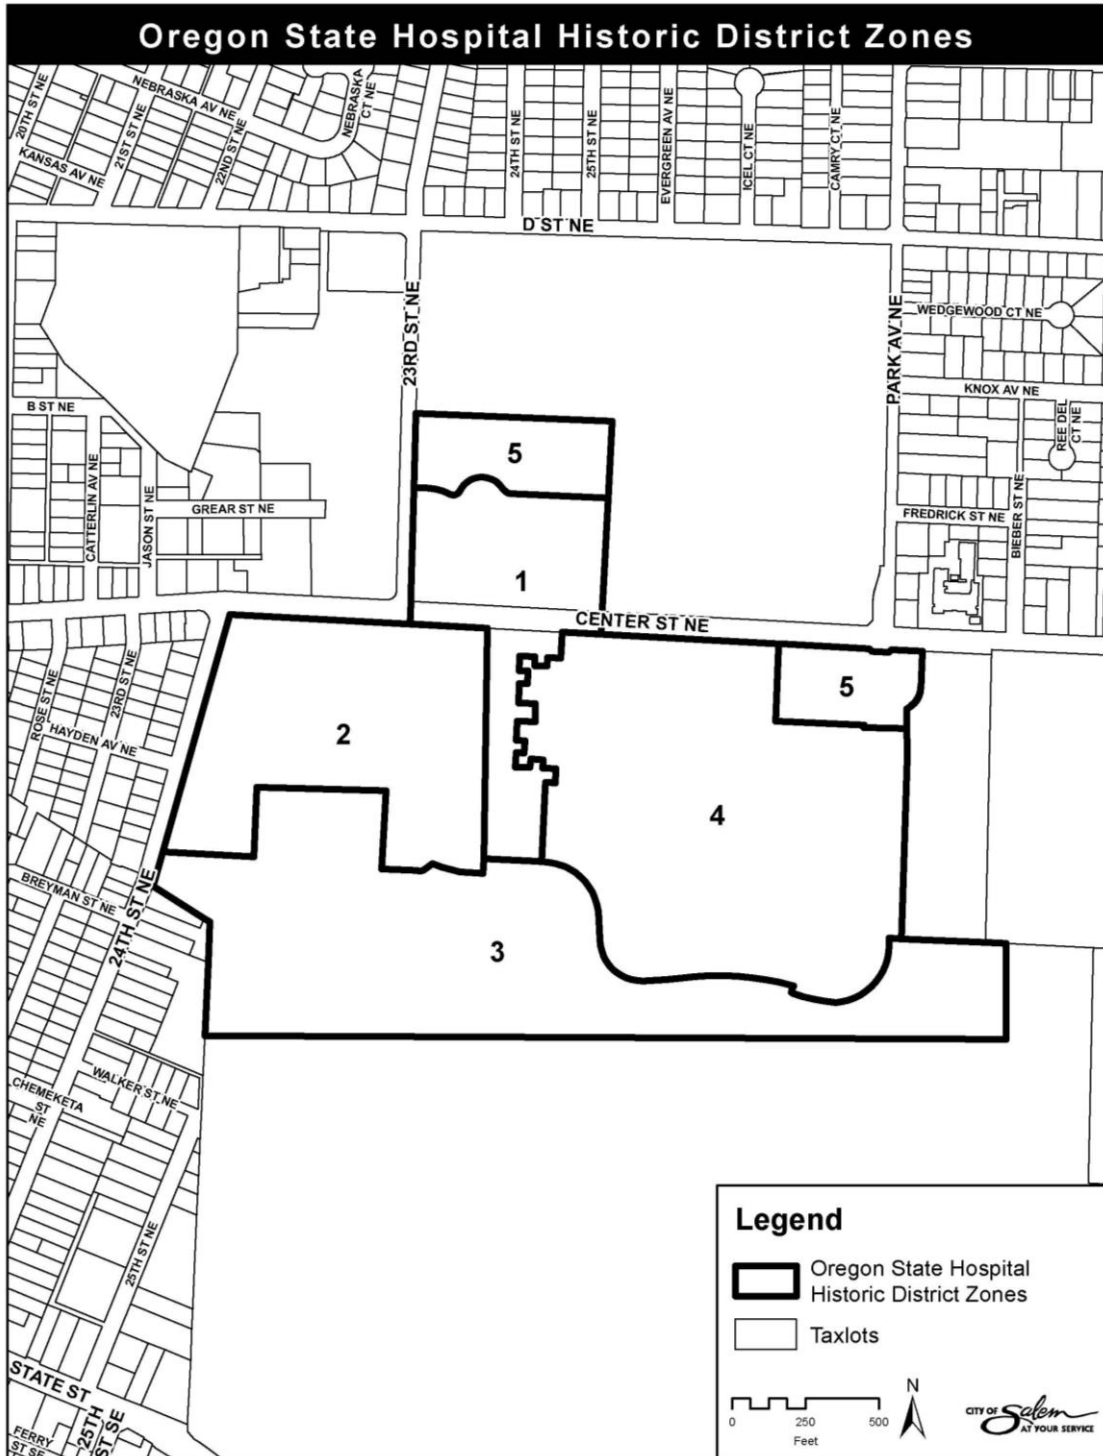 Oregon State Hospital Historic District Zones
20TH ST NE
NEBRASKA AV NE
NEBRASKA
CT NE
KANSAS AV NE
21ST ST NE
22ND ST NE
24TH ST NE
25TH ST NE
EVERGREEN AV NE
ICEL CT NE
CAMRY CT NE
D ST NE
23RD ST NE
PARK AV NE
WEDGEWOOD CT NE
KNOX AV NE
REE DEL
CT NE
B ST NE
CATTERLIN AV NE
JASON ST NE
GREAR ST NE
5
FREDRICK ST NE
BIEBER ST NE
1
CENTER ST NE
ROSE ST NE
23RD ST NE
HAYDEN AV NE
2
5
4
BREYMAN ST NE
24TH ST NE
3
WALKER ST NE
CHEMEKETA
ST
NE
25TH ST NE
STATE ST
25TH
ST SE
FERRY
ST SE
Legend
Oregon State Hospital
Historic District Zones
Taxlots
N
0 250 500
Feet
CITY OF Salem
AT YOUR SERVICE